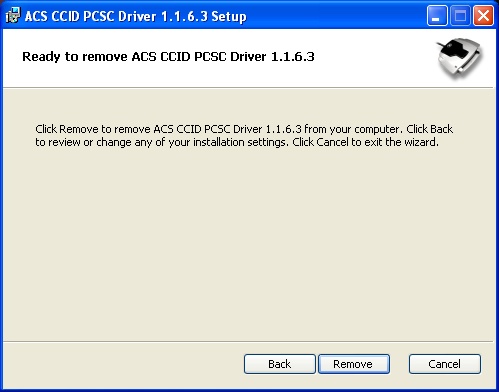 ACS CCID PCSC Driver 1.1.6.3 Setup
Ready to remove ACS CCID PCSC Driver 1.1.6.3
Click Remove to remove ACS CCID PCSC Driver 1.1.6.3 from your computer. Click Back
to review or change any of your installation settings. Click Cancel to exit the wizard.
Back
Remove
Cancel